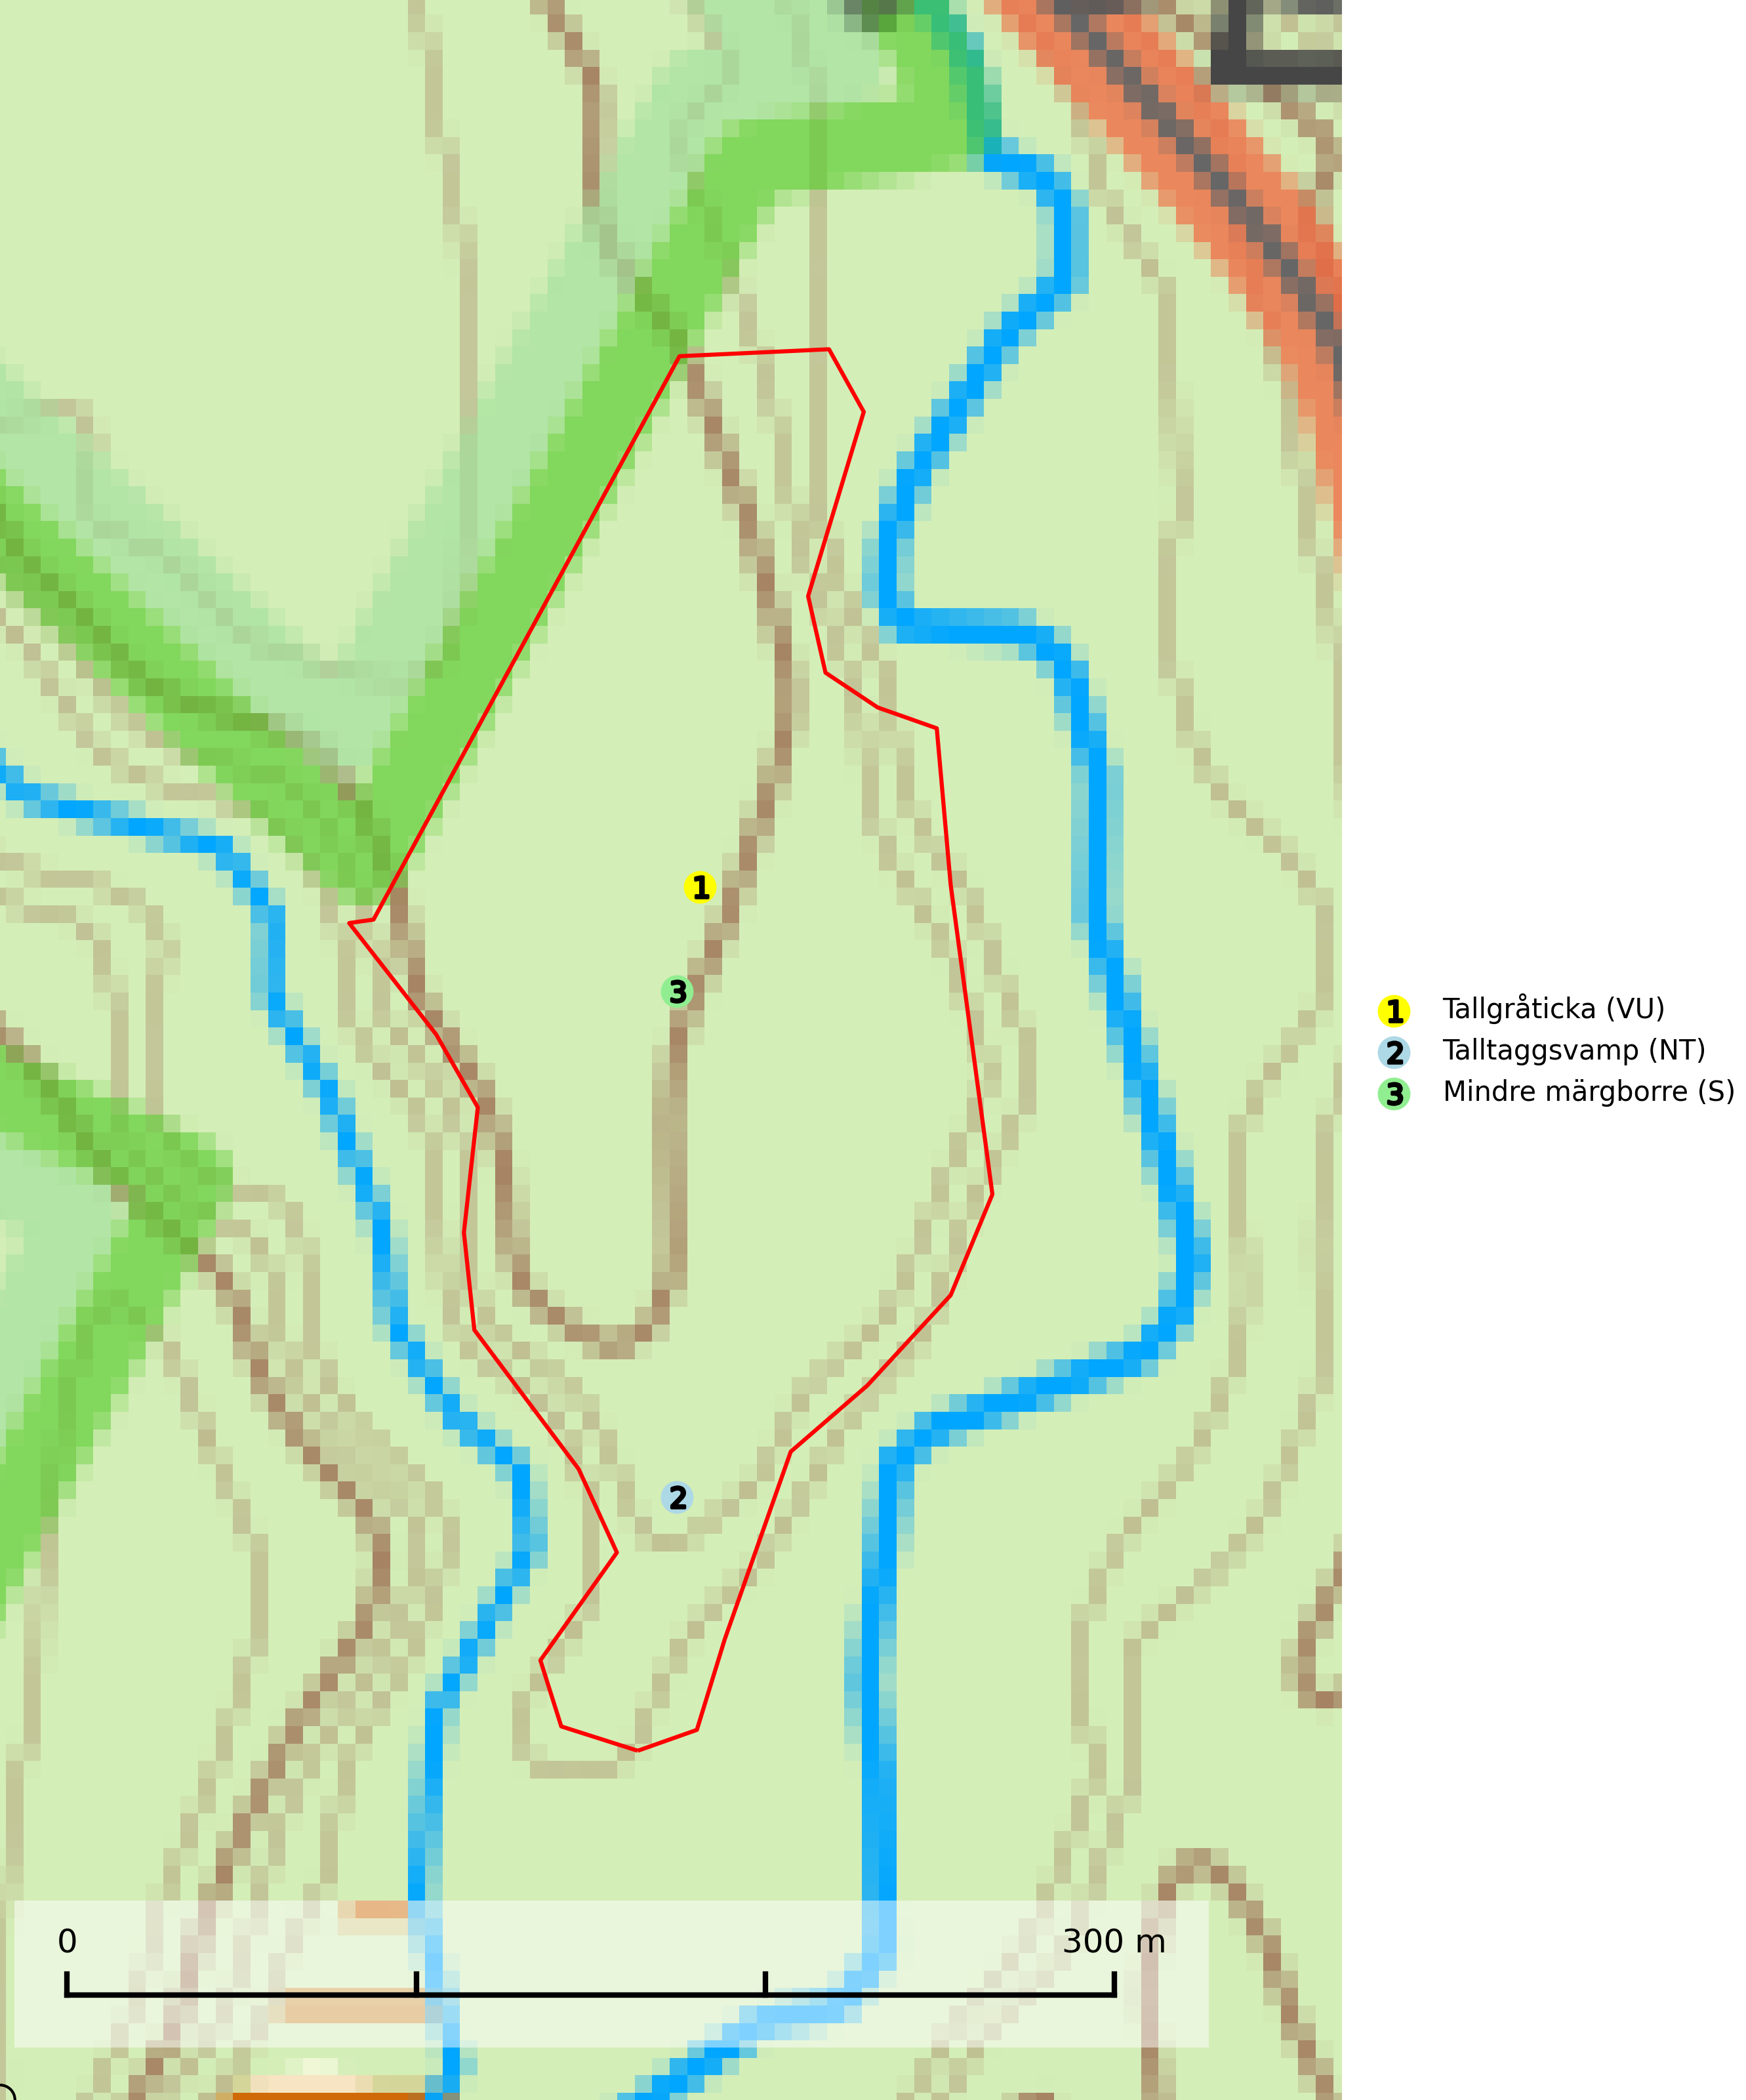 1
3
2
1 Tallgråticka (VU)
2 Talltaggsvamp (NT)
3 Mindre märgborre (S)
0 300 m